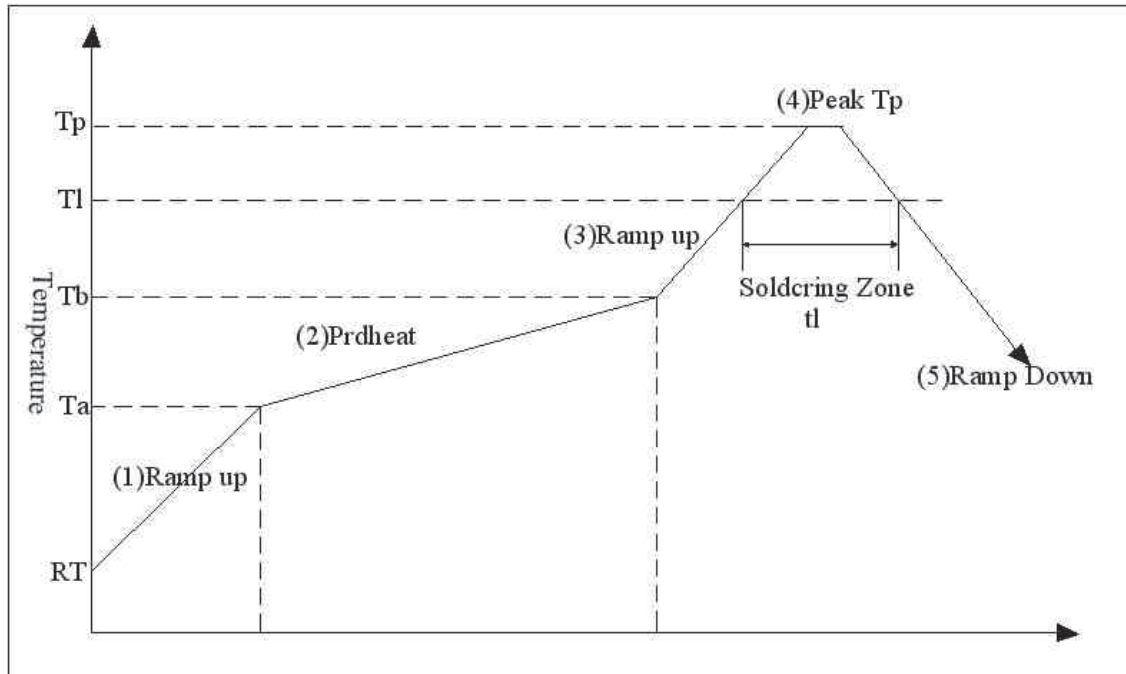 (4)Peak Tp
Tp
Tl
(3)Ramp up
Temperature
Tb
Soldcring Zone
tl
(2)Prdheat
(5)Ramp Down
Ta
(1)Ramp up
RT